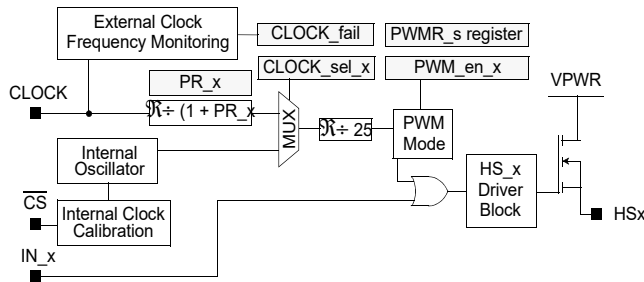 External Clock
Frequency Monitoring
CLOCK_fail
PWMR_s register
PR_x
CLOCK_sel_x
PWM_en_x
VPWR
CLOCK
ℜ÷ (1 + PR_x
MUX
ℜ÷ 25
PWM
Mode
Internal
Oscillator
HS_x
Driver
Block
CS
Internal Clock
Calibration
HSx
IN_x